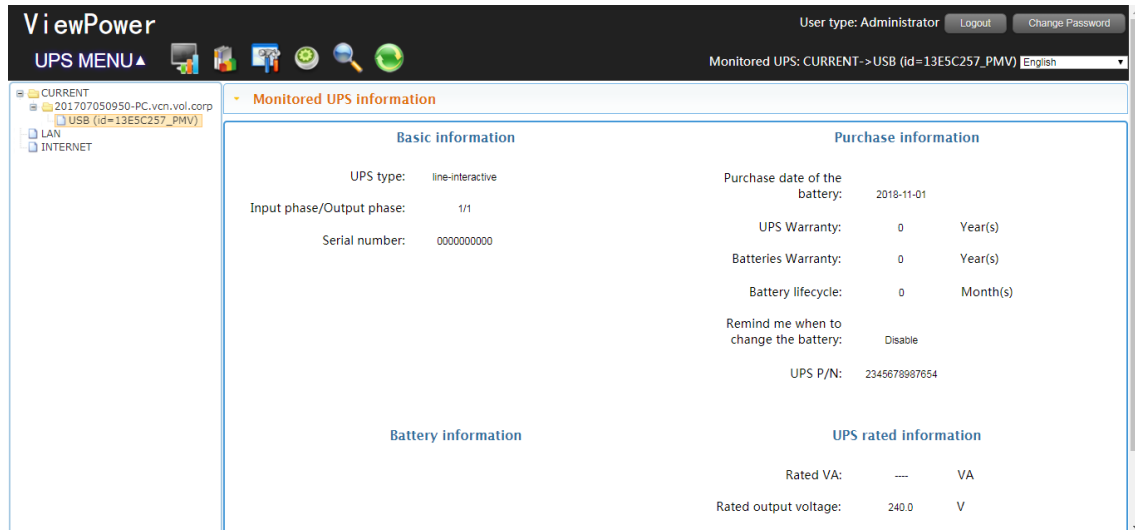 ViewPower
User type: Administrator Logout Change Password
UPS MENU▲
Monitored UPS: CURRENT->USB (id=13E5C257_PMV) English
CURRENT
201707050950-PC.vcn.vol.corp
USB (id=13E5C257_PMV)
LAN
INTERNET
Monitored UPS information
Basic information
UPS type: line-interactive
Input phase/Output phase: 1/1
Serial number: 0000000000
Purchase information
Purchase date of the
battery: 2018-11-01
UPS Warranty: 0 Year(s)
Batteries Warranty: 0 Year(s)
Battery lifecycle: 0 Month(s)
Remind me when to
change the battery: Disable
UPS P/N: 2345678987654
Battery information
UPS rated information
Rated VA: ---- VA
Rated output voltage: 240.0 V